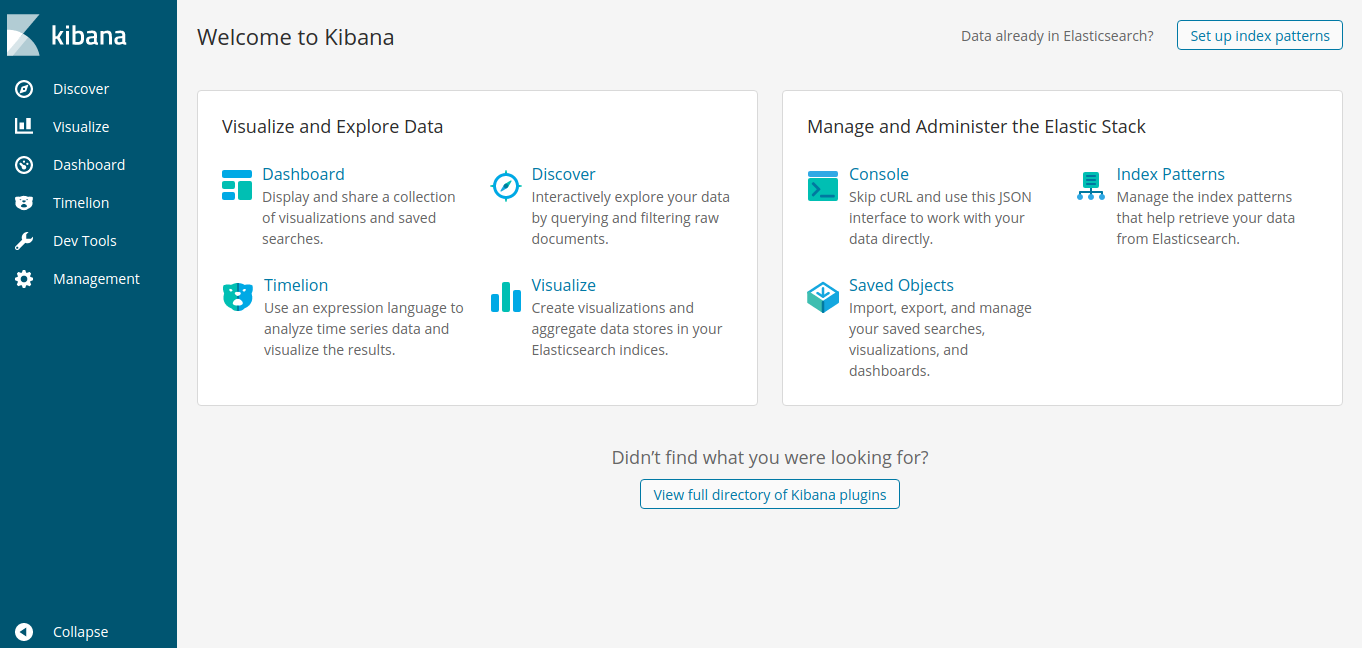 kibana
Discover
Visualize
Dashboard
Timelion
Dev Tools
Management
Collapse
Welcome to Kibana
Data already in Elasticsearch?
Set up index patterns
Visualize and Explore Data
Dashboard
Display and share a collection
of visualizations and saved
searches.
Discover
Interactively explore your data
by querying and filtering raw
documents.
Timelion
Use an expression language to
analyze time series data and
visualize the results.
Visualize
Create visualizations and
aggregate data stores in your
Elasticsearch indices.
Manage and Administer the Elastic Stack
Console
Skip cURL and use this JSON
interface to work with your
data directly.
Index Patterns
Manage the index patterns
that help retrieve your data
from Elasticsearch.
Saved Objects
Import, export, and manage
your saved searches,
visualizations, and
dashboards.
Didn’t find what you were looking for?
View full directory of Kibana plugins